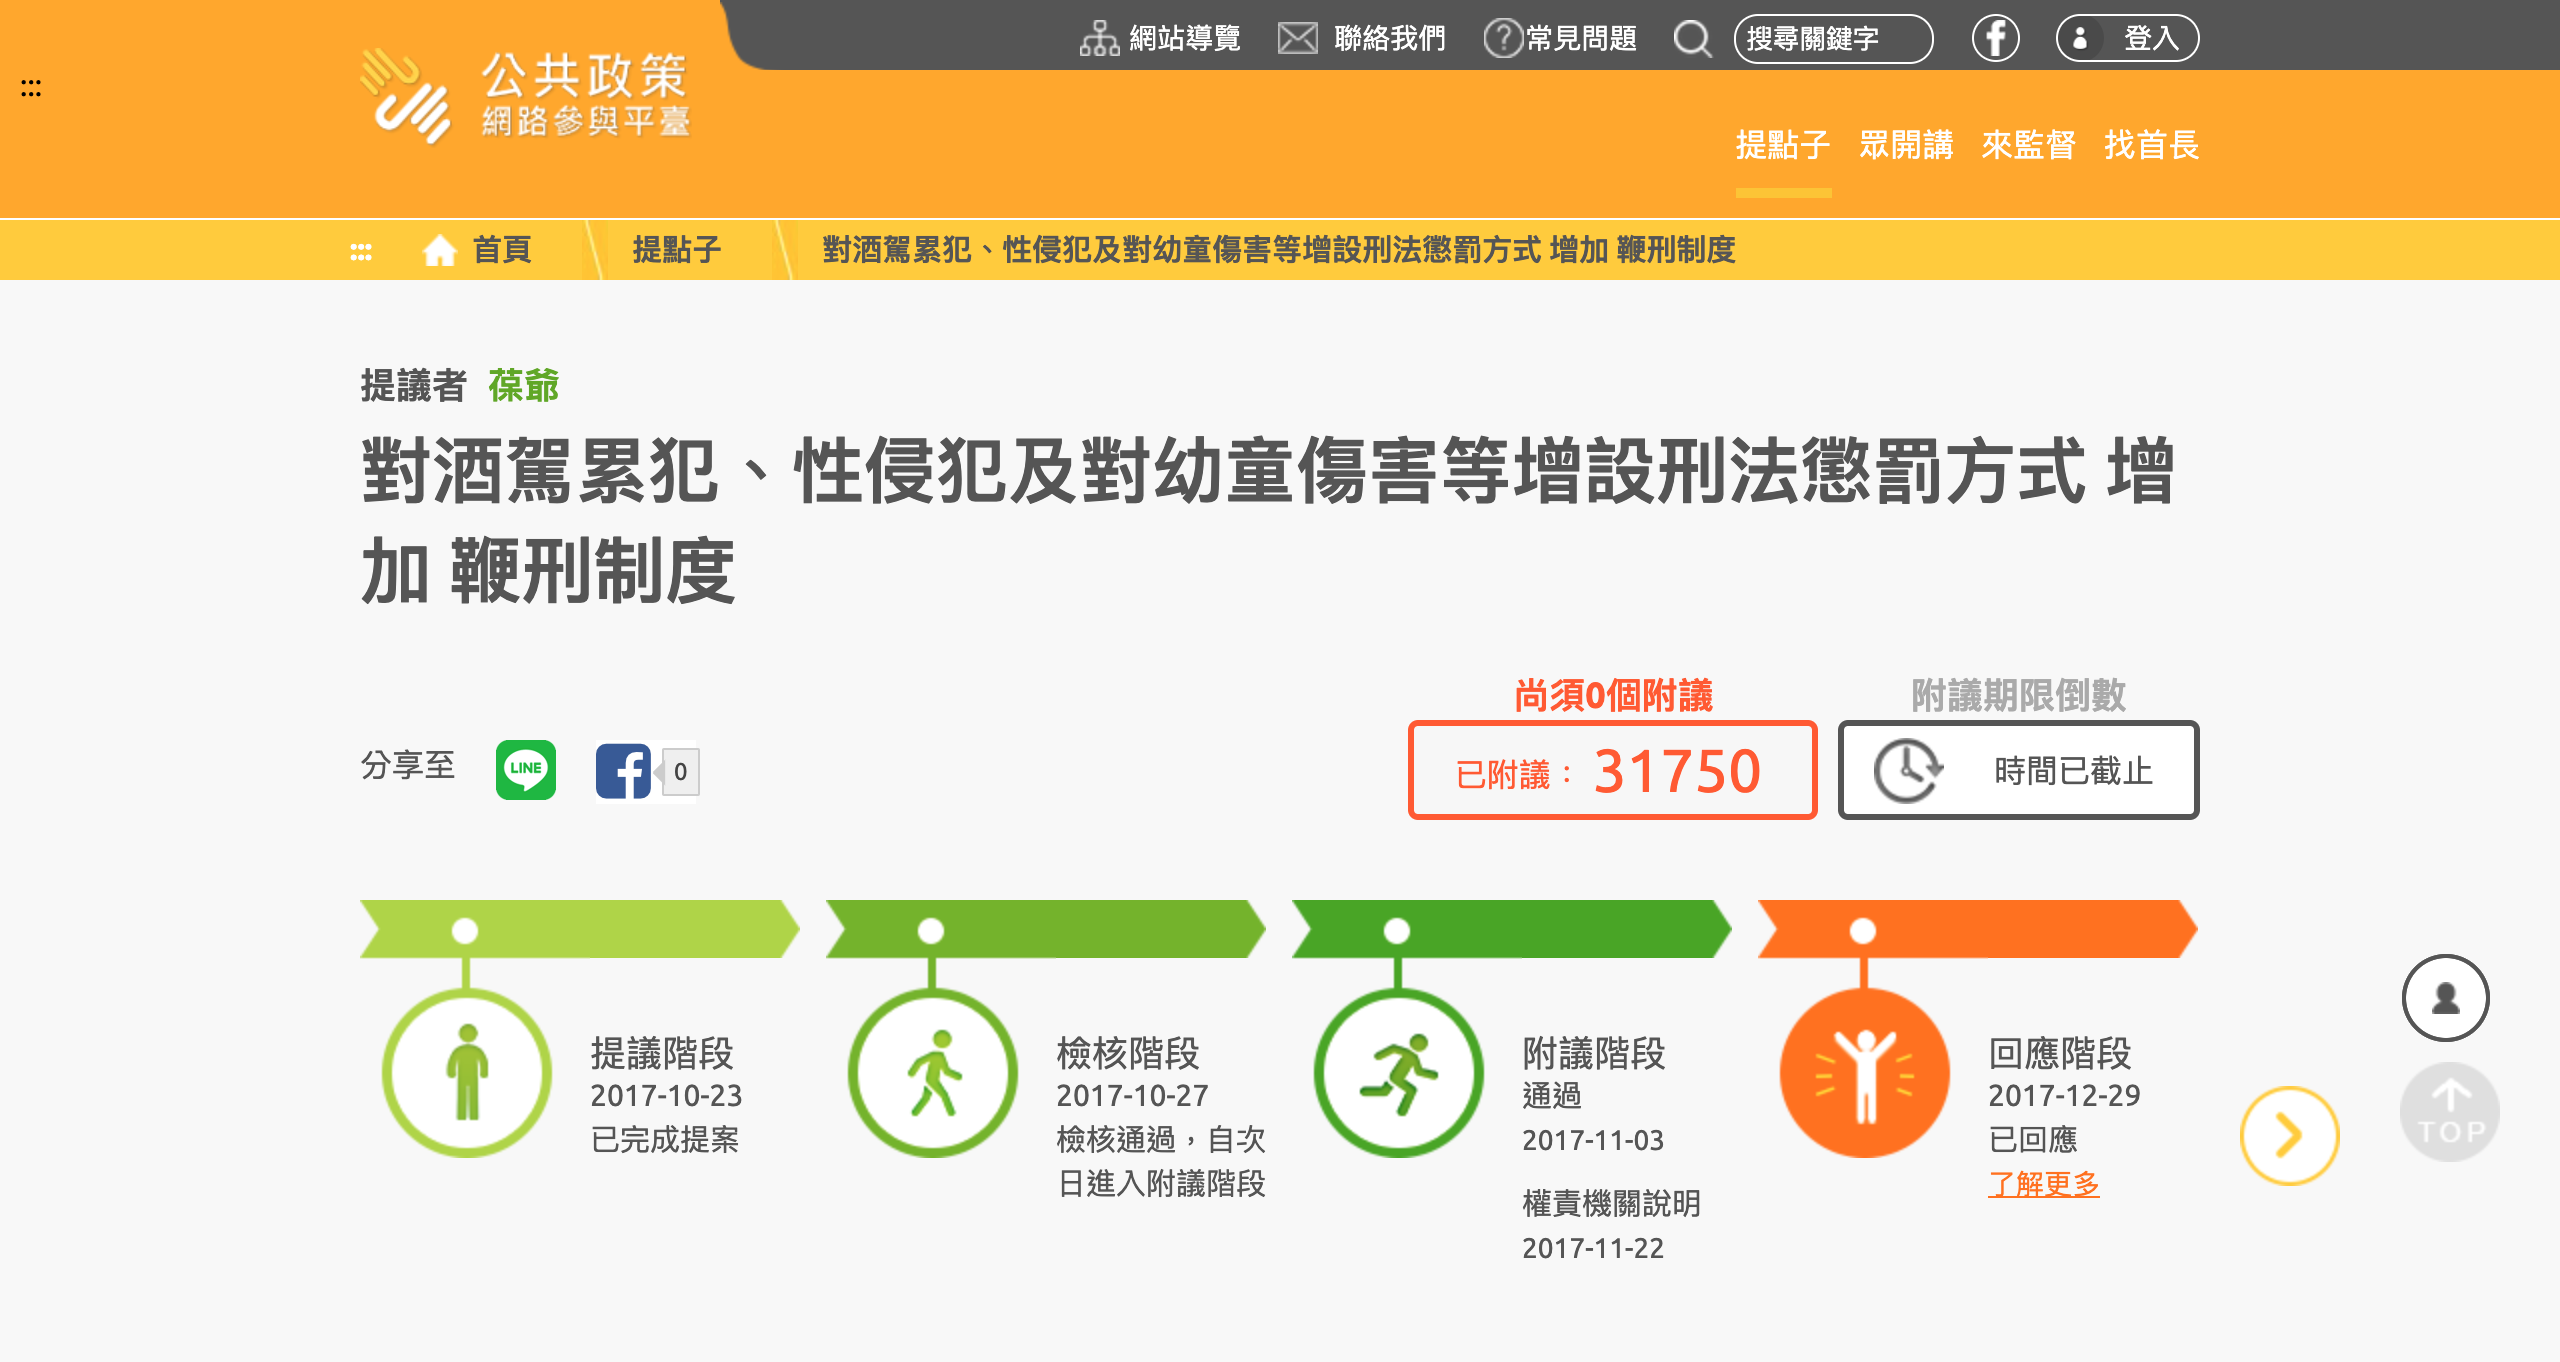 網站導覽
聯絡我們
常見問題
搜尋關鍵字
登入
公共政策
網路參與平臺
提點子
眾開講
來監督
找首長
首頁
提點子
對酒駕累犯、性侵犯及對幼童傷害等增設刑法懲罰方式 增加 鞭刑制度
提議者 葆爺
對酒駕累犯、性侵犯及對幼童傷害等增設刑法懲罰方式 增
加 鞭刑制度
尚須0個附議
附議期限倒數
分享至
LINE
0
已附議： 31750
時間已截止
提議階段
2017-10-23
已完成提案
檢核階段
2017-10-27
檢核通過，自次
日進入附議階段
附議階段
通過
2017-11-03
權責機關說明
2017-11-22
回應階段
2017-12-29
已回應
了解更多
TOP